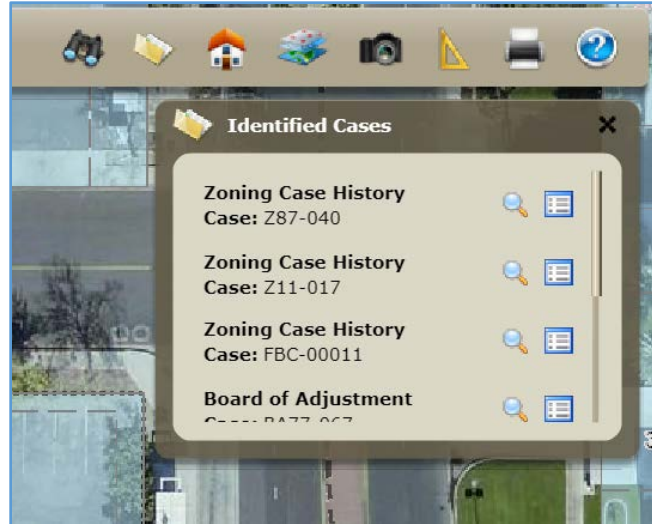 Identified Cases
Zoning Case History
Case: Z87-040
Zoning Case History
Case: Z11-017
Zoning Case History
Case: FBC-00011
Board of Adjustment